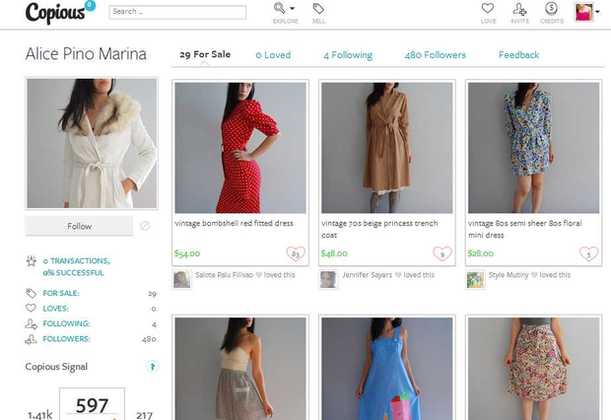 Copious
0
Search ...
EXPLORE
SELL
LOVE
INVITE
CREDITS
Alice Pino Marina
29 For Sale
0 Loved
4 Following
480 Followers
Feedback
Follow
0 TRANSACTIONS,
0% SUCCESSFUL
FOR SALE: 29
LOVES: 0
FOLLOWING: 4
FOLLOWERS: 480
Copious Signal ?
1.41k
597
217
vintage bombshell red fitted dress
$54.00
23
Salote Palu Filivao loved this
vintage 70s beige princess trench
coat
$48.00
9
Jennifer Sayars loved this
vintage 80s semi sheer 80s floral
mini dress
$28.00
5
Style Mutiny loved this